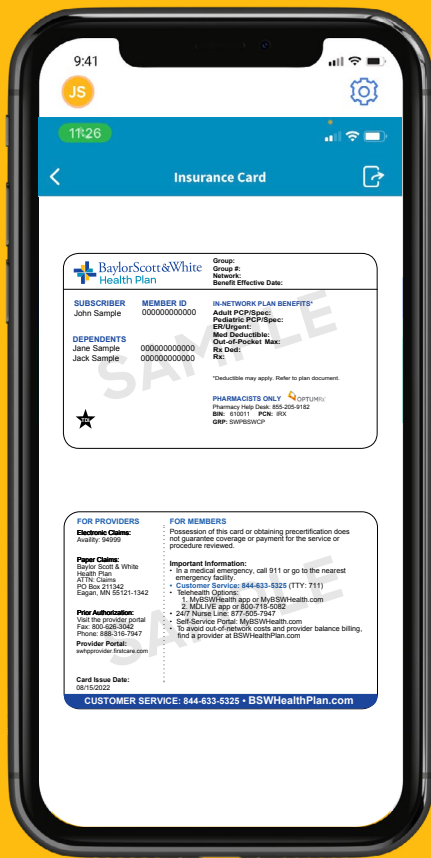 9:41
JS
11:26
Insurance Card
BaylorScott&White
Health Plan
Group:
Group #:
Network:
Benefit Effective Date:
SUBSCRIBER MEMBER ID
John Sample 000000000000
DEPENDENTS
Jane Sample 000000000000
Jack Sample 000000000000
IN-NETWORK PLAN BENEFITS*
Adult PCP/Spec:
Pediatric PCP/Spec:
ER/Urgent:
Med Deductible:
Out-of-Pocket Max:
Rx Ded:
Rx:
*Deductible may apply. Refer to plan document.
PHARMACISTS ONLY OPTUMRx
Pharmacy Help Desk: 855-205-9182
BIN: 610011 PCN: IRX
GRP: SWPBSWCP
SAMPLE
FOR PROVIDERS
Electronic Claims:
Availity: 94999
Paper Claims:
Baylor Scott & White
Health Plan
ATTN: Claims
PO Box 211342
Eagan, MN 55121-1342
Prior Authorization:
Visit the provider portal
Fax: 800-626-3042
Phone: 888-316-7947
Provider Portal:
swhpprovider.firstcare.com
Card Issue Date:
08/15/2022
FOR MEMBERS
Possession of this card or obtaining precertification does
not guarantee coverage or payment for the service or
procedure reviewed.
Important Information:
• In a medical emergency, call 911 or go to the nearest
emergency facility.
• Customer Service: 844-633-5325 (TTY: 711)
• Telehealth Options:
1. MyBSWHealth app or MyBSWHealth.com
2. MDLIVE app or 800-718-5082
• 24/7 Nurse Line: 877-505-7947
• Self-Service Portal: MyBSWHealth.com
• To avoid out-of-network costs and provider balance billing,
find a provider at BSWHealthPlan.com
SAMPLE
CUSTOMER SERVICE: 844-633-5325 • BSWHealthPlan.com